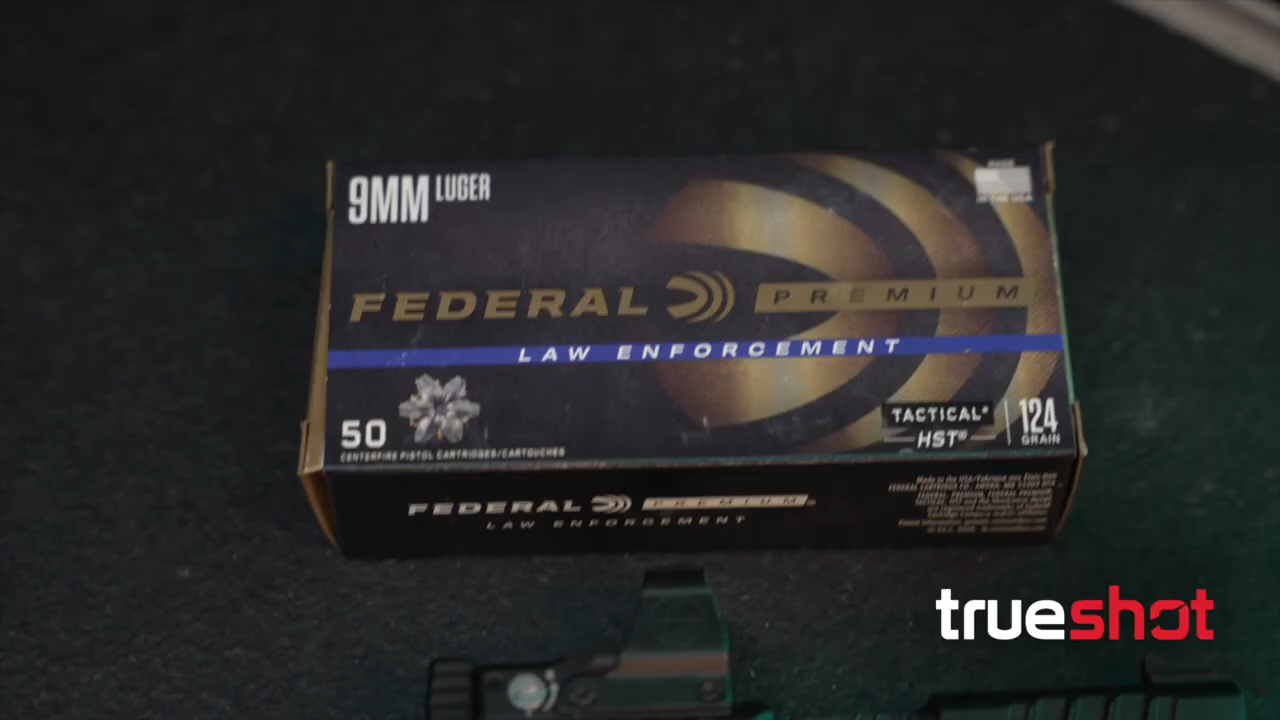 9MM LUGER
FEDERAL PREMIUM
LAW ENFORCEMENT
TACTICAL®
HST®
124
GRAIN
50
CENTERFIRE PISTOL CARTRIDGES/CARTOUCHES
FEDERAL PREMIUM
LAW ENFORCEMENT
trueshot